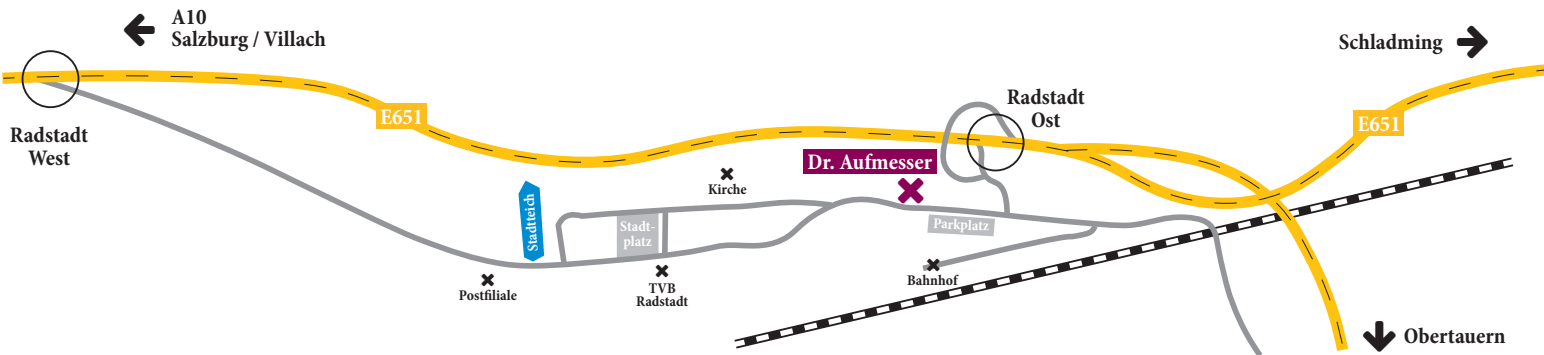 A10
Salzburg / Villach
Schladming
Radstadt
West
E651
Radstadt
Ost
E651
Dr. Aufmesser
Kirche
Stadtteich
Stadt-
platz
Parkplatz
Postfiliale
TVB
Radstadt
Bahnhof
Obertauern